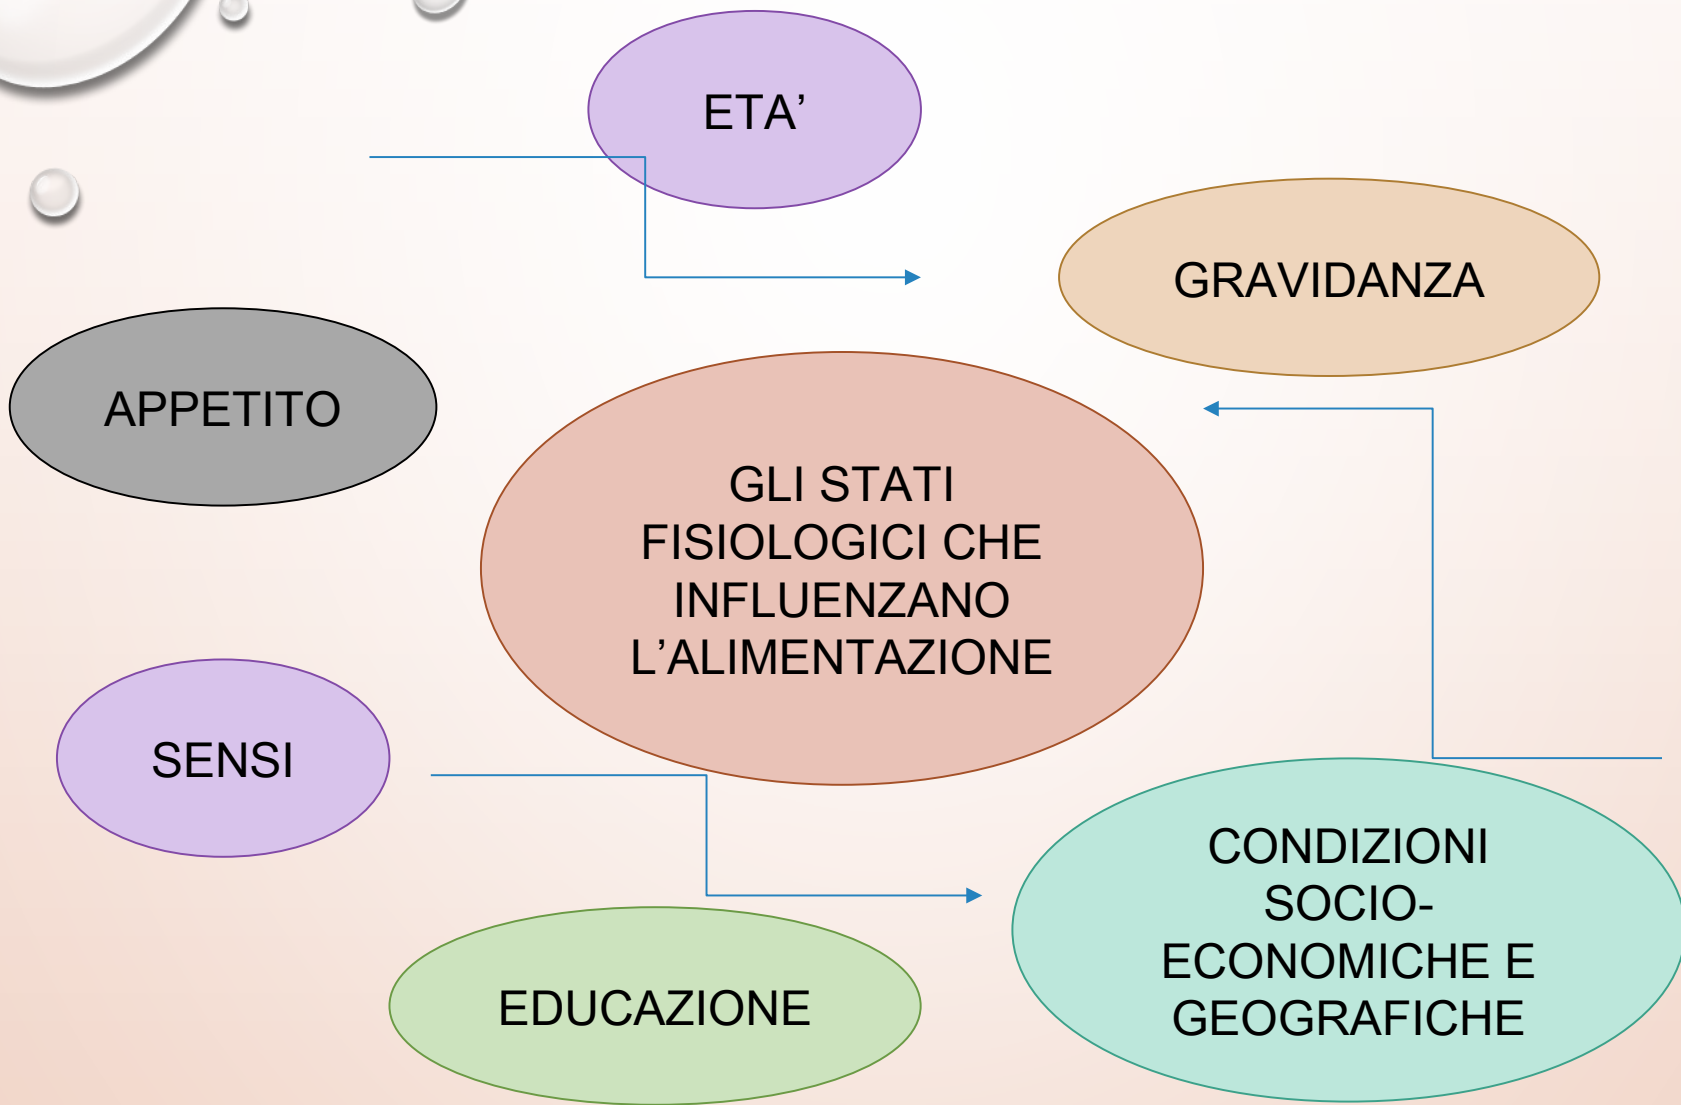 ETA’
GRAVIDANZA
APPETITO
GLI STATI
FISIOLOGICI CHE
INFLUENZANO
L’ALIMENTAZIONE
SENSI
CONDIZIONI
SOCIO-
ECONOMICHE E
GEOGRAFICHE
EDUCAZIONE